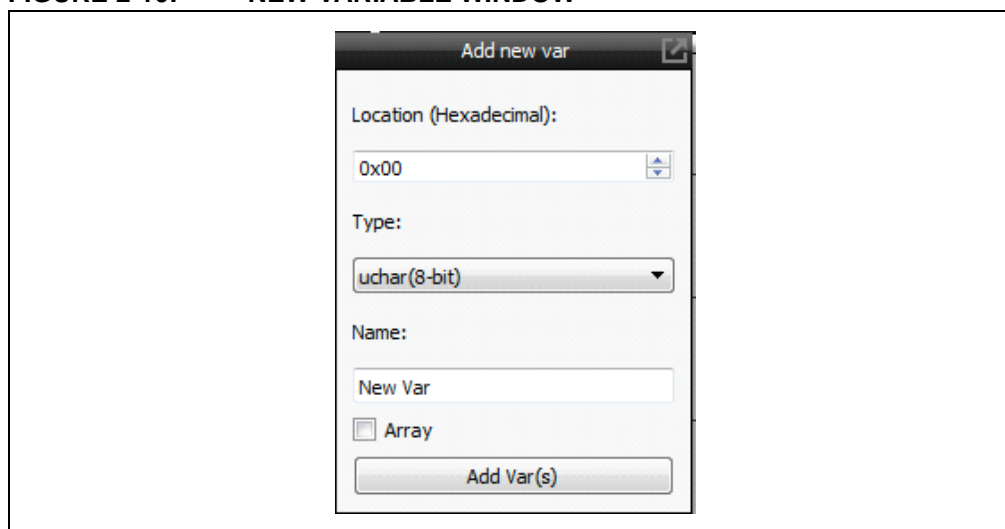 FIGURE 2-16: NEW VARIABLE WINDOW
Add new var
Location (Hexadecimal):
0x00
Type:
uchar(8-bit)
Name:
New Var
Array
Add Var(s)